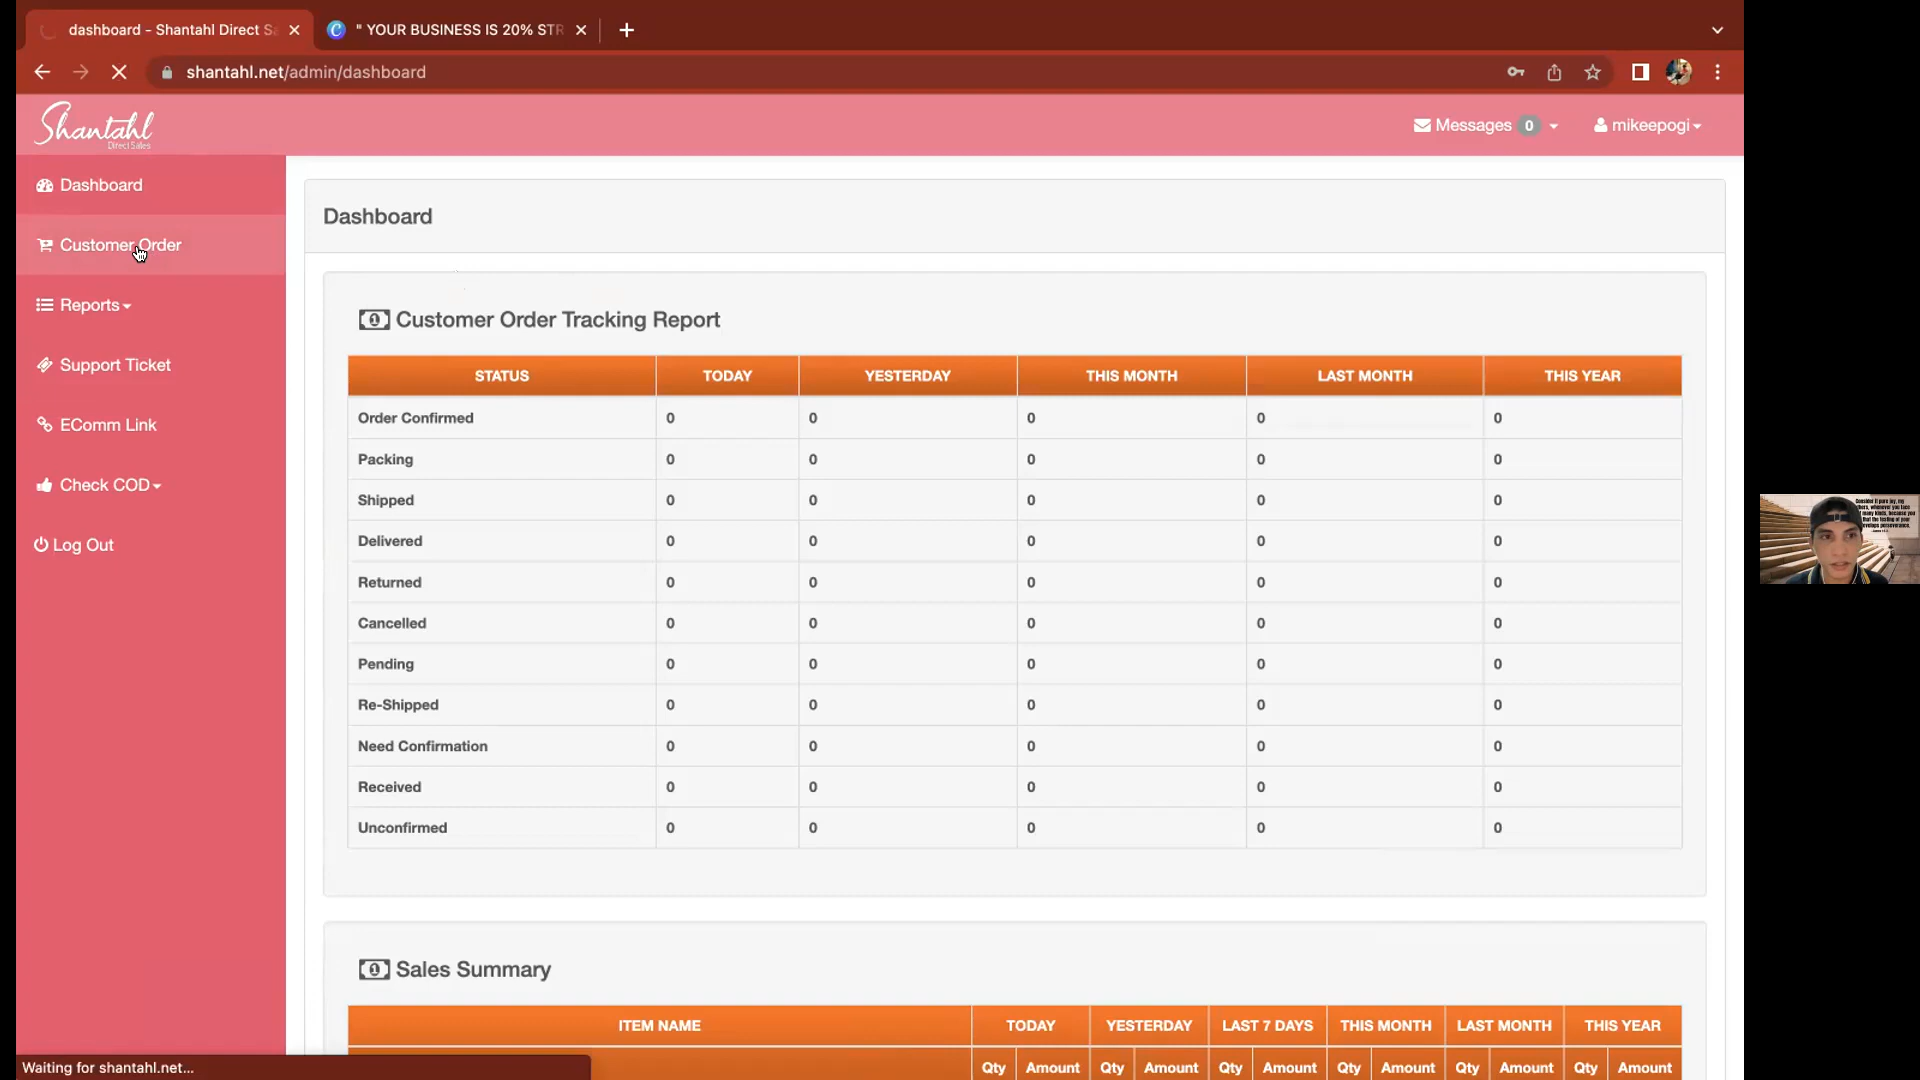 dashboard - Shantahl Direct Sa
" YOUR BUSINESS IS 20% STR
shantahl.net/admin/dashboard
Shantahl
Direct Sales
Messages 0
mikeepogi
Dashboard
Customer Order
Reports
Support Ticket
EComm Link
Check COD
Log Out
Dashboard
Customer Order Tracking Report
STATUS TODAY YESTERDAY THIS MONTH LAST MONTH THIS YEAR
Order Confirmed 0 0 0 0 0
Packing 0 0 0 0 0
Shipped 0 0 0 0 0
Delivered 0 0 0 0 0
Returned 0 0 0 0 0
Cancelled 0 0 0 0 0
Pending 0 0 0 0 0
Re-Shipped 0 0 0 0 0
Need Confirmation 0 0 0 0 0
Received 0 0 0 0 0
Unconfirmed 0 0 0 0 0
Sales Summary
ITEM NAME TODAY YESTERDAY LAST 7 DAYS THIS MONTH LAST MONTH THIS YEAR
Qty Amount Qty Amount Qty Amount Qty Amount Qty Amount Qty Amount
Waiting for shantahl.net...